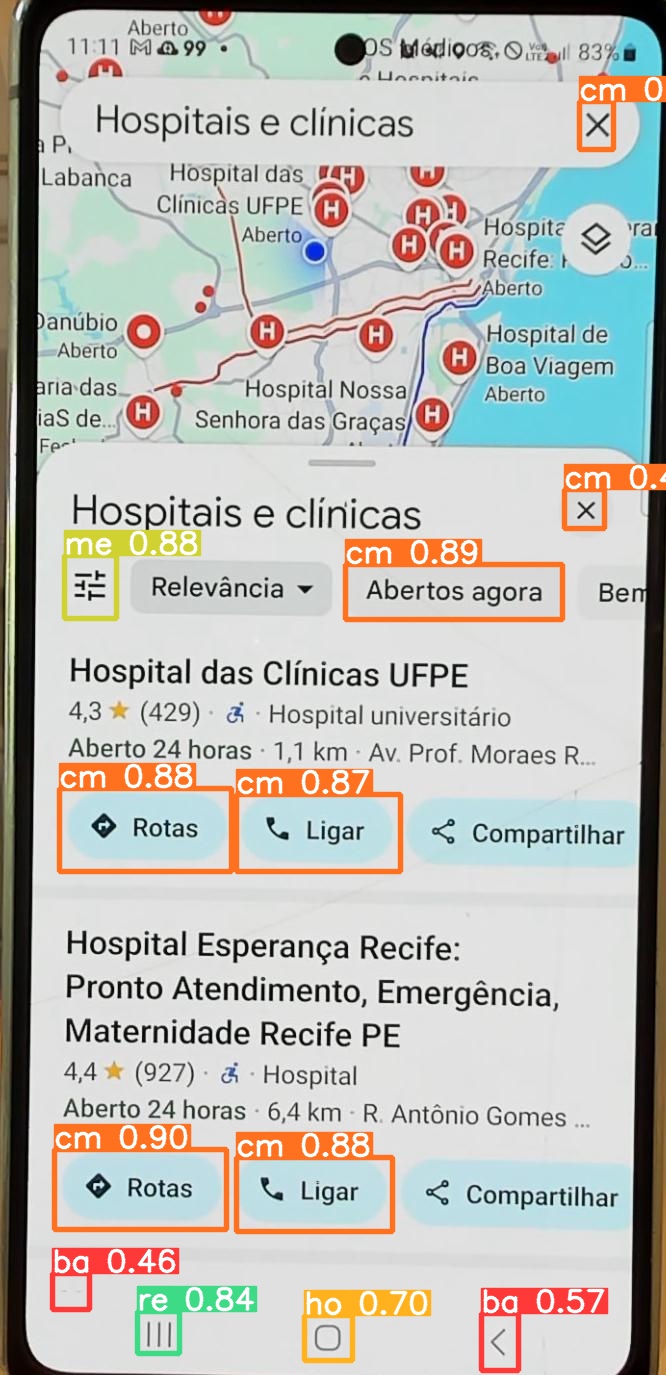 Aberto
11:11 99 83%
Hospitais e clínicas
cm 0
Labanca
Hospital das
Clínicas UFPE
Aberto
Recife:
Aberto
Danúbio
Aberto
Hospital de
Boa Viagem
Aberto
aria das
iaS de...
Hospital Nossa
Senhora das Graças
Hospitais e clínicas
cm 0.4
me 0.88
cm 0.89
Relevância
Abertos agora
Hospital das Clínicas UFPE
4,3 (429) · · Hospital universitário
Aberto 24 horas · 1,1 km · Av. Prof. Moraes R...
cm 0.88
cm 0.87
Rotas
Ligar
Compartilhar
Hospital Esperança Recife:
Pronto Atendimento, Emergência,
Maternidade Recife PE
4,4 (927) · · Hospital
Aberto 24 horas · 6,4 km · R. Antônio Gomes ...
cm 0.90
cm 0.88
Rotas
Ligar
Compartilhar
ba 0.46
re 0.84
ho 0.70
ba 0.57